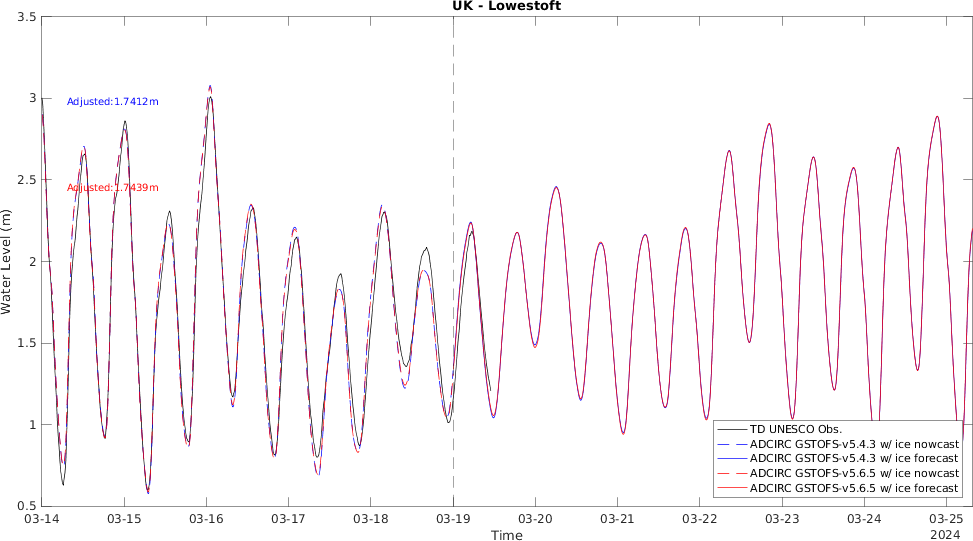 UK - Lowestoft
3.5
3
2.5
2
1.5
1
0.5
Water Level (m)
Adjusted:1.7412m
Adjusted:1.7439m
TD UNESCO Obs.
ADCIRC GSTOFS-v5.4.3 w/ ice nowcast
ADCIRC GSTOFS-v5.4.3 w/ ice forecast
ADCIRC GSTOFS-v5.6.5 w/ ice nowcast
ADCIRC GSTOFS-v5.6.5 w/ ice forecast
03-14 03-15 03-16 03-17 03-18 03-19 03-20 03-21 03-22 03-23 03-24 03-25
Time
2024